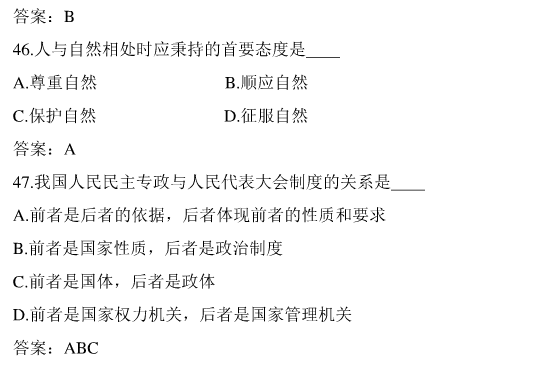 答案：B
46.人与自然相处时应秉持的首要态度是____
A.尊重自然 B.顺应自然
C.保护自然 D.征服自然
答案：A
47.我国人民民主专政与人民代表大会制度的关系是____
A.前者是后者的依据，后者体现前者的性质和要求
B.前者是国家性质，后者是政治制度
C.前者是国体，后者是政体
D.前者是国家权力机关，后者是国家管理机关
答案：ABC